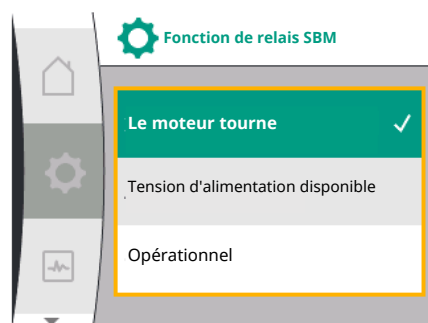 Fonction de relais SBM
Le moteur tourne
Tension d'alimentation disponible
Opérationnel